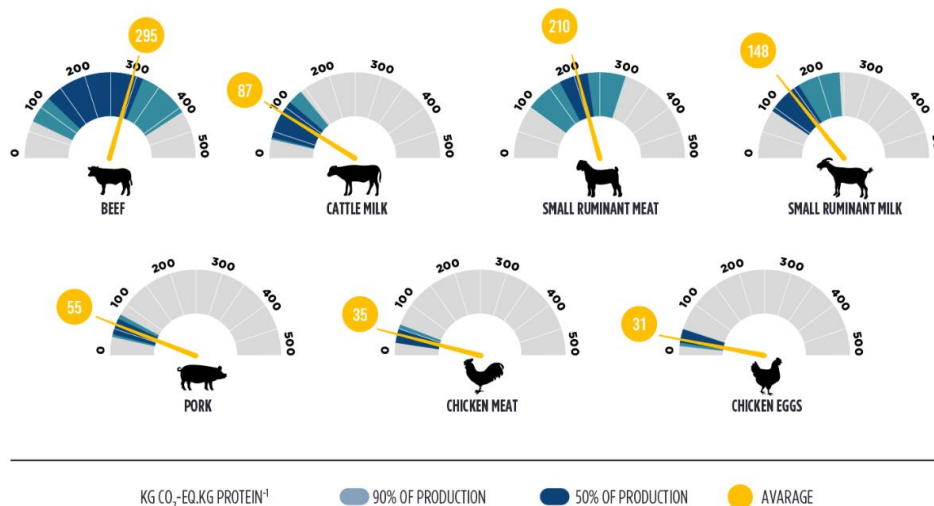 295
0 100 200 300 400 500
BEEF
87
0 100 200 300 400 500
CATTLE MILK
210
0 100 200 300 400 500
SMALL RUMINANT MEAT
148
0 100 200 300 400 500
SMALL RUMINANT MILK
55
0 100 200 300 400 500
PORK
35
0 100 200 300 400 500
CHICKEN MEAT
31
0 100 200 300 400 500
CHICKEN EGGS
KG CO₂-EQ.KG PROTEIN⁻¹
90% OF PRODUCTION
50% OF PRODUCTION
AVARAGE